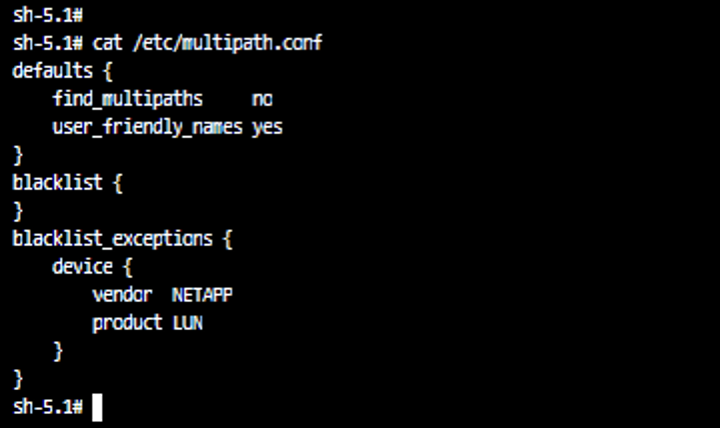 sh-5.1#
sh-5.1# cat /etc/multipath.conf
defaults {
    find_multipaths     no
    user_friendly_names yes
}
blacklist {
}
blacklist_exceptions {
    device {
        vendor  NETAPP
        product LUN
    }
}
sh-5.1#